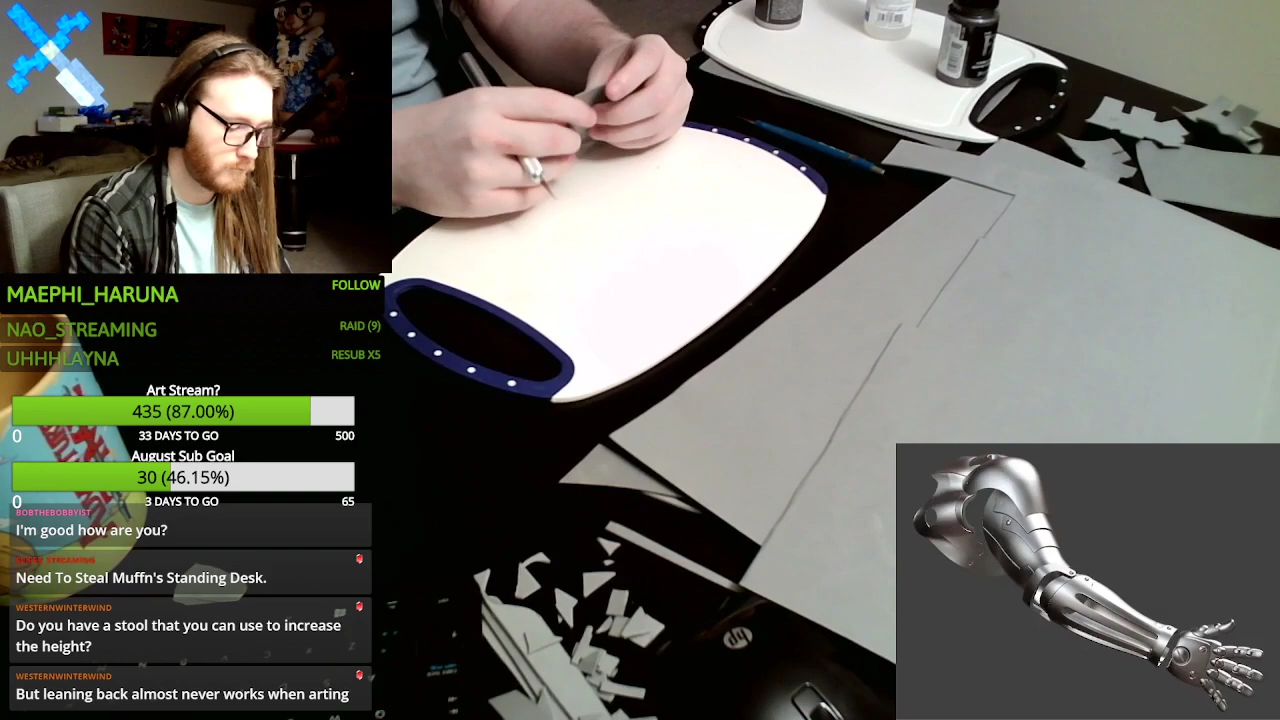 MAEPHI_HARUNA
FOLLOW
NAO_STREAMING
RAID (9)
UHHHLAYNA
RESUB X5
Art Stream?
435 (87.00%)
0
33 DAYS TO GO
500
August Sub Goal
30 (46.15%)
0
3 DAYS TO GO
65
BOBTHEBOBBYIST
I'm good how are you?
Need To Steal Muffn's Standing Desk.
WESTERNWINTERWIND
Do you have a stool that you can use to increase
the height?
WESTERNWINTERWIND
But leaning back almost never works when arting
hp